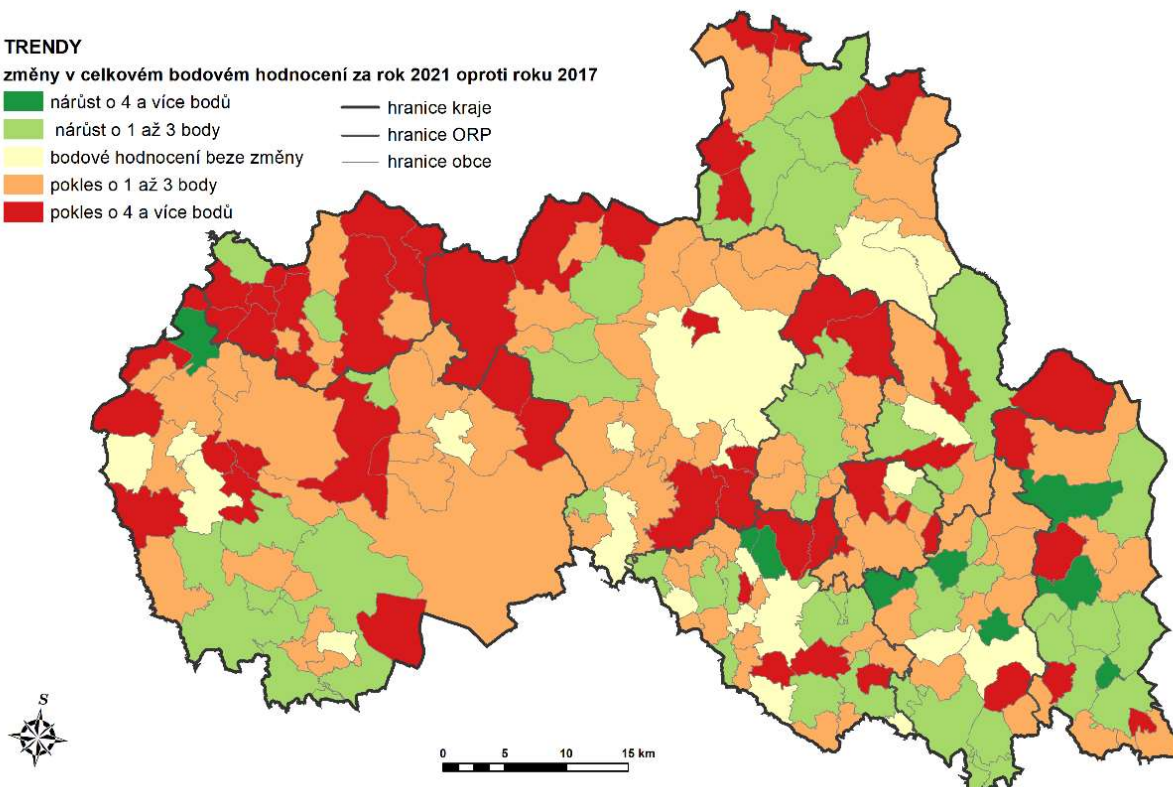 TRENDY
změny v celkovém bodovém hodnocení za rok 2021 oproti roku 2017
nárůst o 4 a více bodů
nárůst o 1 až 3 body
bodové hodnocení beze změny
pokles o 1 až 3 body
pokles o 4 a více bodů
hranice kraje
hranice ORP
hranice obce
S
0 5 10 15 km